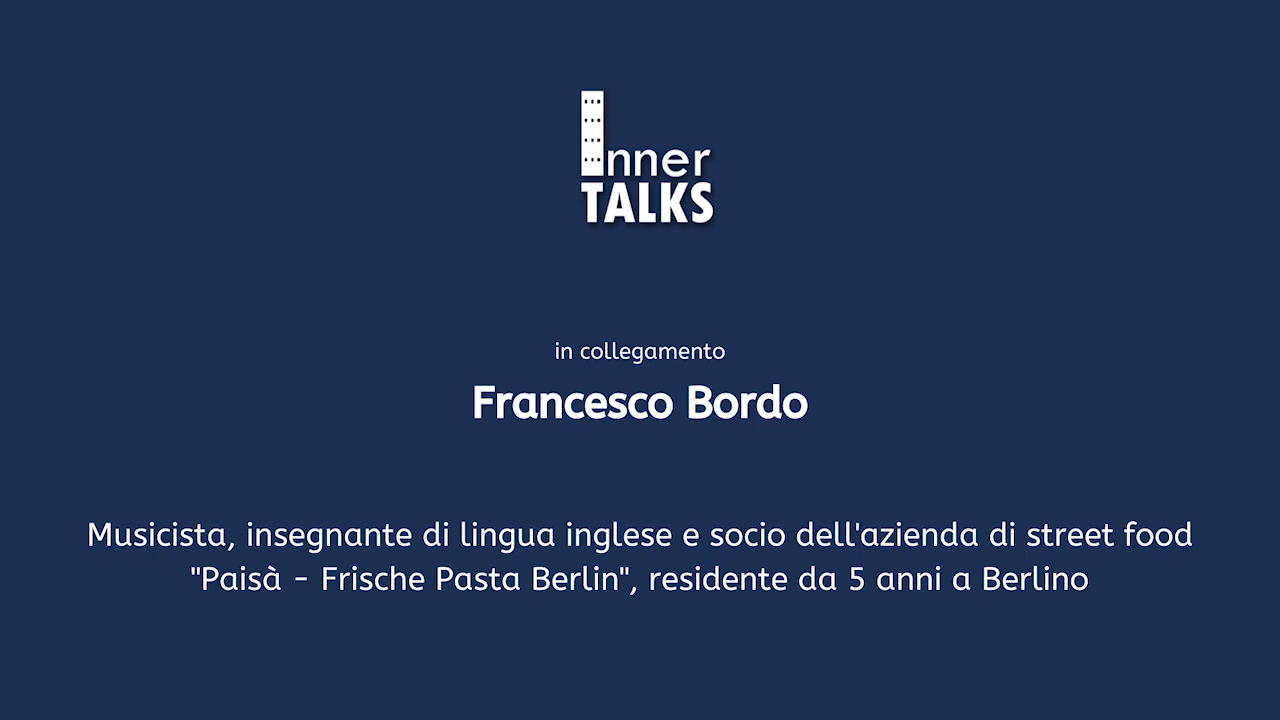 Inner
TALKS
in collegamento
Francesco Bordo
Musicista, insegnante di lingua inglese e socio dell'azienda di street food
"Paisà - Frische Pasta Berlin", residente da 5 anni a Berlino